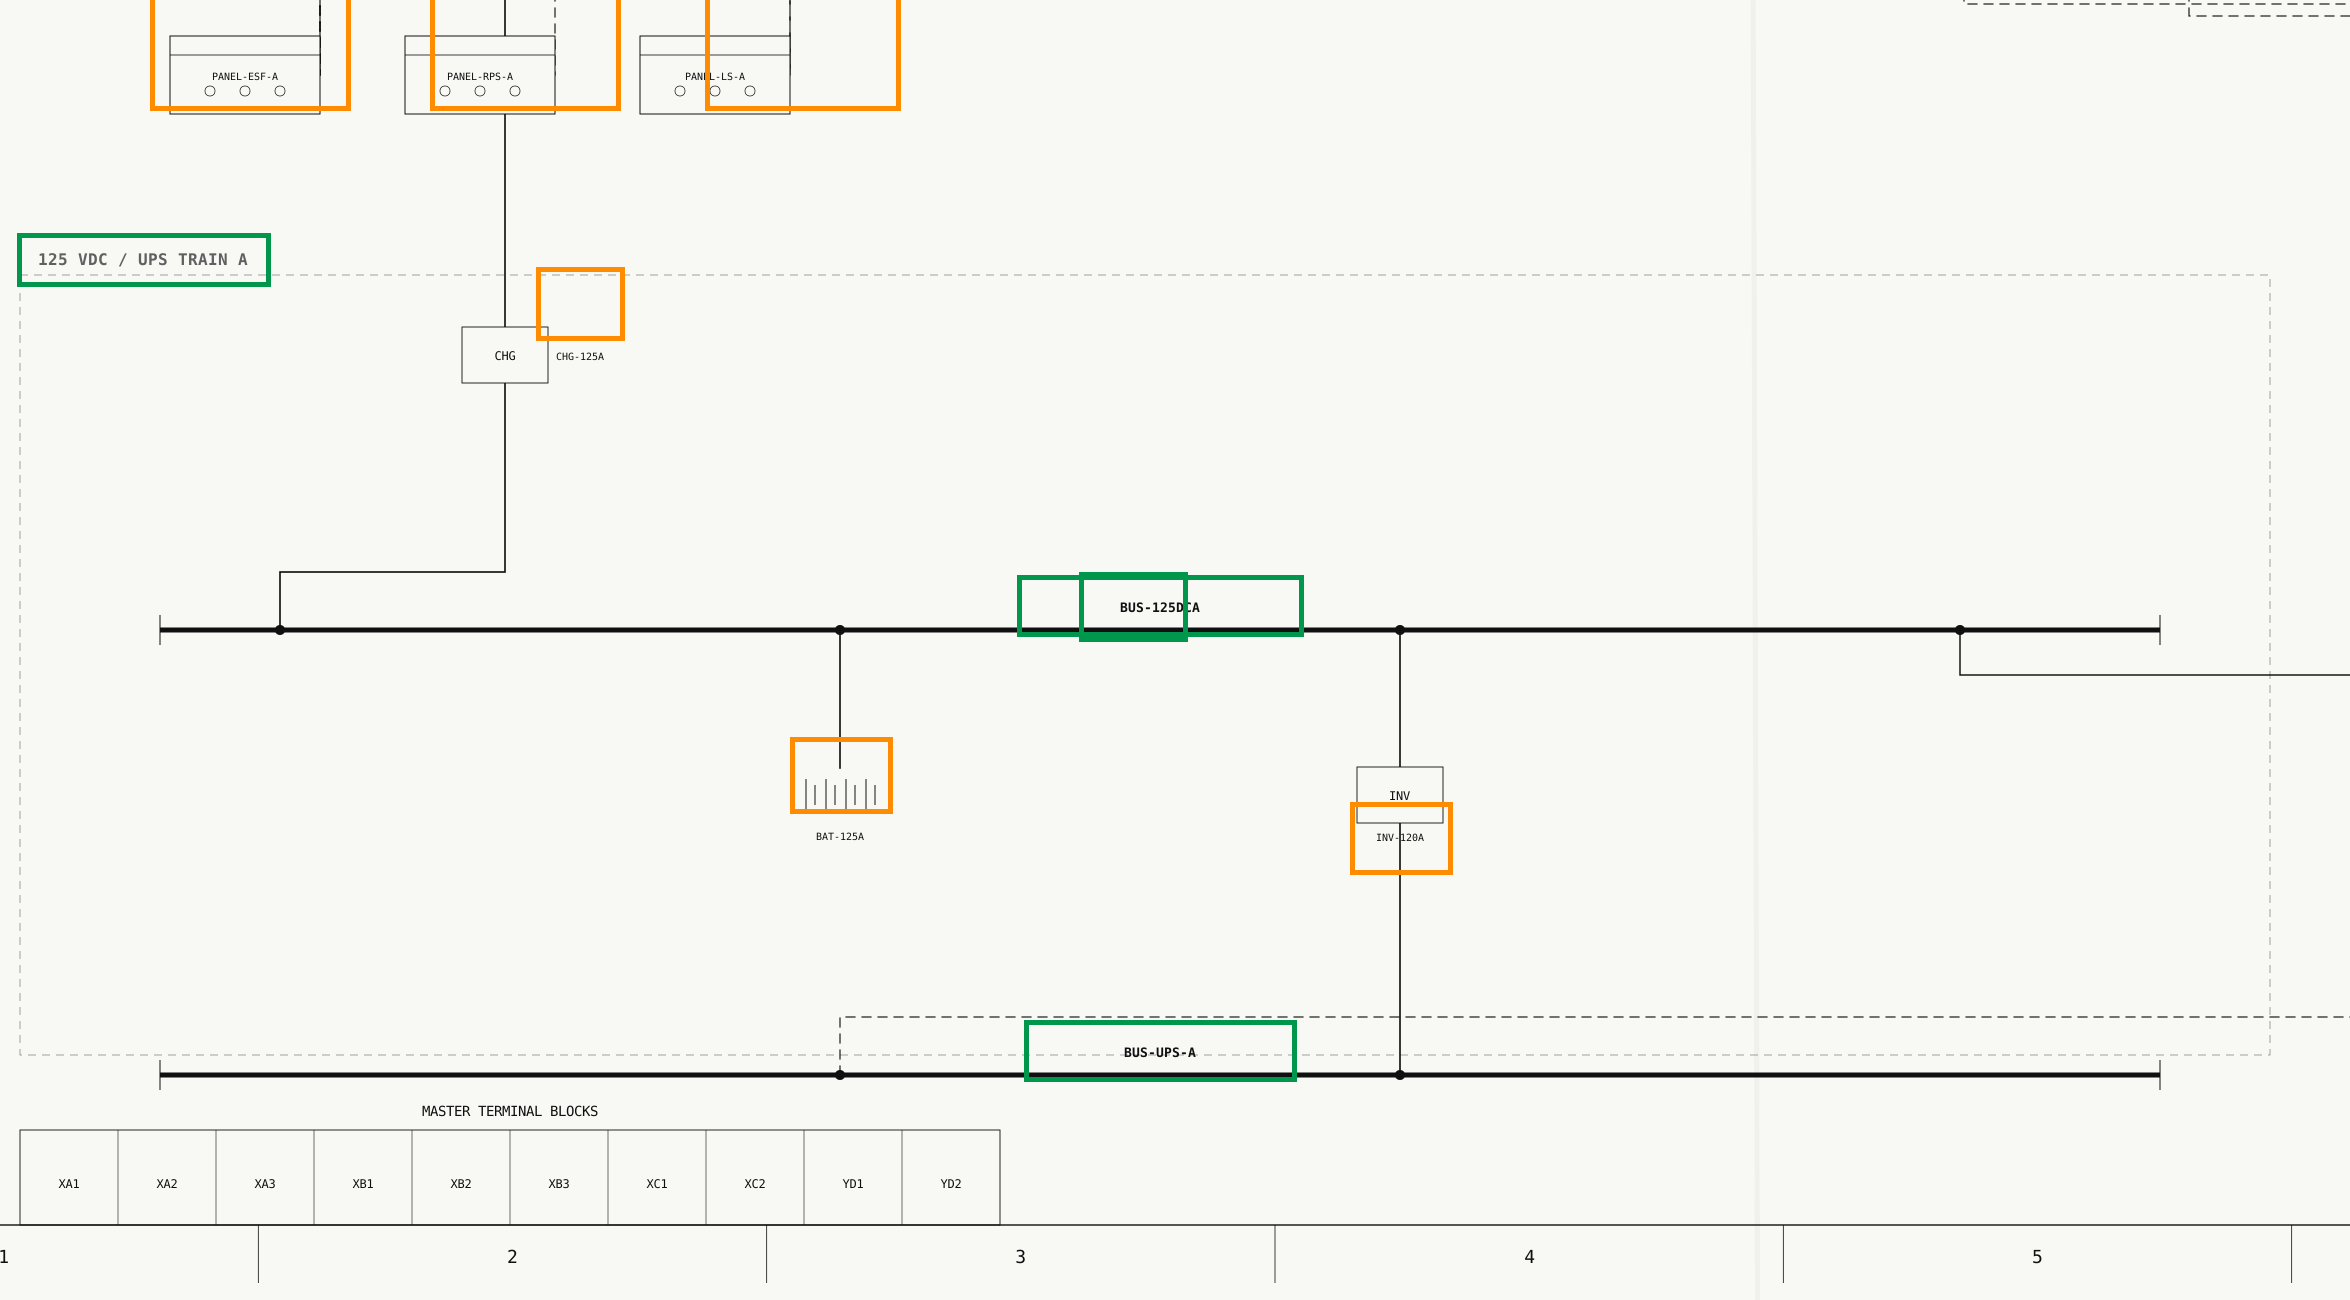 PANEL-ESF-A PANEL-RPS-A PANEL-LS-A
125 VDC / UPS TRAIN A
CHG CHG-125A
BUS-125DCA
INV
BAT-125A INV-120A
BUS-UPS-A
MASTER TERMINAL BLOCKS
XA1 XA2 XA3 XB1 XB2 XB3 XC1 XC2 YD1 YD2
1 2 3 4 5